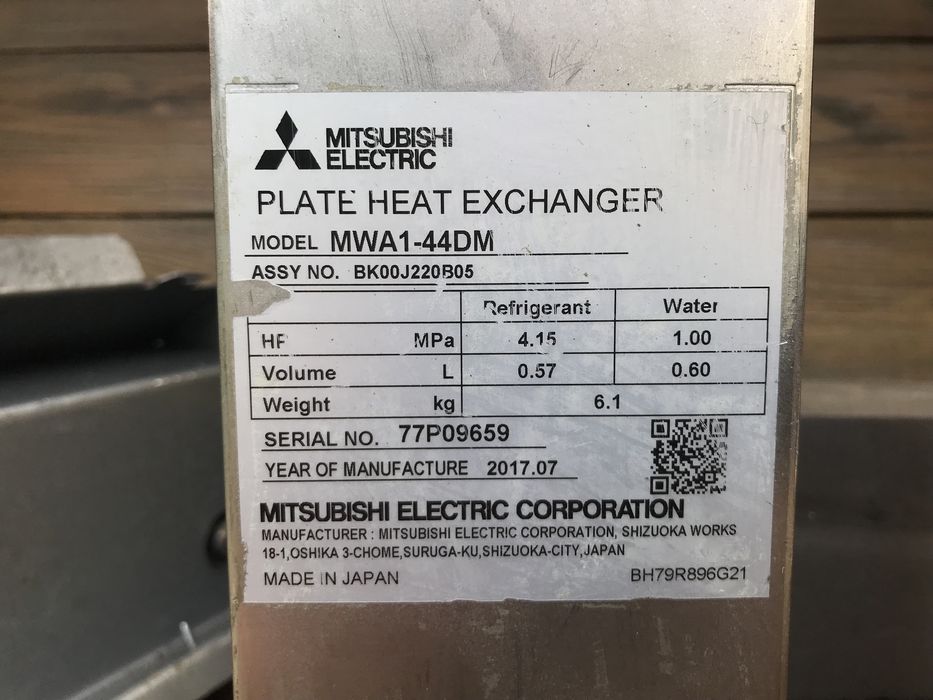 MITSUBISHI
ELECTRIC
PLATE HEAT EXCHANGER
MODEL MWA1-44DM
ASSY NO. BK00J220B05
Refrigerant Water
HP MPa 4.15 1.00
Volume L 0.57 0.60
Weight kg 6.1
SERIAL NO. 77P09659
YEAR OF MANUFACTURE 2017.07
MITSUBISHI ELECTRIC CORPORATION
MANUFACTURER : MITSUBISHI ELECTRIC CORPORATION, SHIZUOKA WORKS
18-1,OSHIKA 3-CHOME,SURUGA-KU,SHIZUOKA-CITY,JAPAN
MADE IN JAPAN BH79R896G21